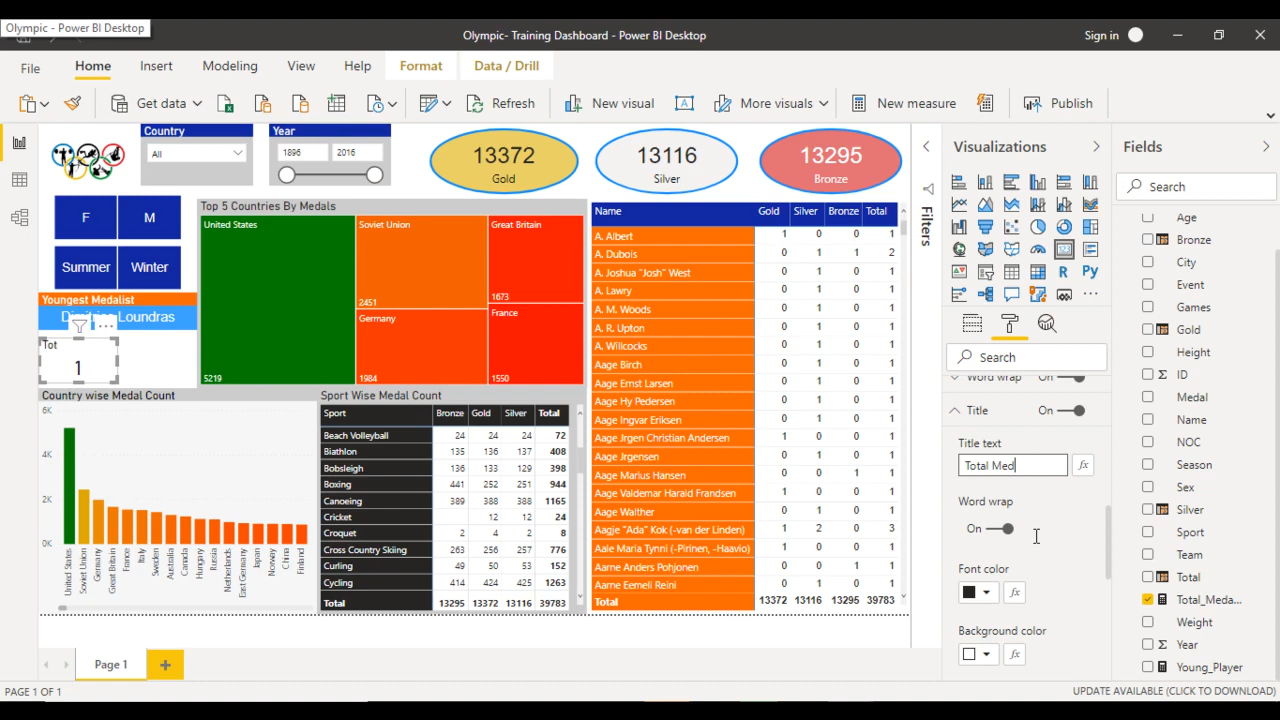 Olympic - Power BI Desktop
Olympic- Training Dashboard - Power BI Desktop
Sign in
File Home Insert Modeling View Help Format Data / Drill
Get data Refresh New visual More visuals New measure Publish
Country
All
Year
1896 2016
13372
Gold
13116
Silver
13295
Bronze
F M
Summer Winter
Youngest Medalist
Loundras
Tot
1
Top 5 Countries By Medals
United States
5219
Soviet Union
2451
Germany
1984
Great Britain
1673
France
1550
Name Gold Silver Bronze Total
A. Albert 1 0 0 1
A. Dubois 0 1 1 2
A. Joshua "Josh" West 0 1 0 1
A. Lawry 0 0 1 1
A. M. Woods 0 1 0 1
A. R. Upton 0 1 0 1
A. Willcocks 0 1 0 1
Aage Birch 0 1 0 1
Aage Ernst Larsen 0 1 0 1
Aage Hy Pedersen 0 1 0 1
Aage Ingvar Eriksen 0 1 0 1
Aage Jrgen Christian Andersen 1 0 0 1
Aage Jrgensen 0 1 0 1
Aage Marius Hansen 0 0 1 1
Aage Valdemar Harald Frandsen 0 0 1 1
Aage Walther 0 1 0 1
Aagje "Ada" Kok (-van der Linden) 1 2 0 3
Aale Maria Tynni (-Pirinen, -Haavio) 1 0 0 1
Aarne Anders Pohjonen 0 0 1 1
Aarne Eemeli Reini 0 0 1 1
Total 13372 13116 13295 39783
Country wise Medal Count
6K
4K
2K
0K
United States
Soviet Union
Germany
Great Britain
France
Italy
Sweden
Australia
Canada
Hungary
Russia
Netherlands
East Germany
Japan
Norway
China
Finland
Sport Wise Medal Count
Sport Bronze Gold Silver Total
Beach Volleyball 24 24 24 72
Biathlon 135 136 137 408
Bobsleigh 136 133 129 398
Boxing 441 252 251 944
Canoeing 389 388 388 1165
Cricket 12 12 24
Croquet 2 4 2 8
Cross Country Skiing 263 256 257 776
Curling 50 49 53 152
Cycling 414 424 425 1263
Total 13295 13372 13116 39783
Filters
Visualizations
R Py
Search
Word wrap On
Title On
Title text
Total Med
fx
Word wrap
On
Font color
fx
Background color
fx
Fields
Search
Age
Bronze
City
Event
Games
Gold
Height
ID
Medal
Name
NOC
Season
Sex
Silver
Sport
Team
Total
Total_Meda...
Weight
Year
Young_Player
Page 1
PAGE 1 OF 1
UPDATE AVAILABLE (CLICK TO DOWNLOAD)